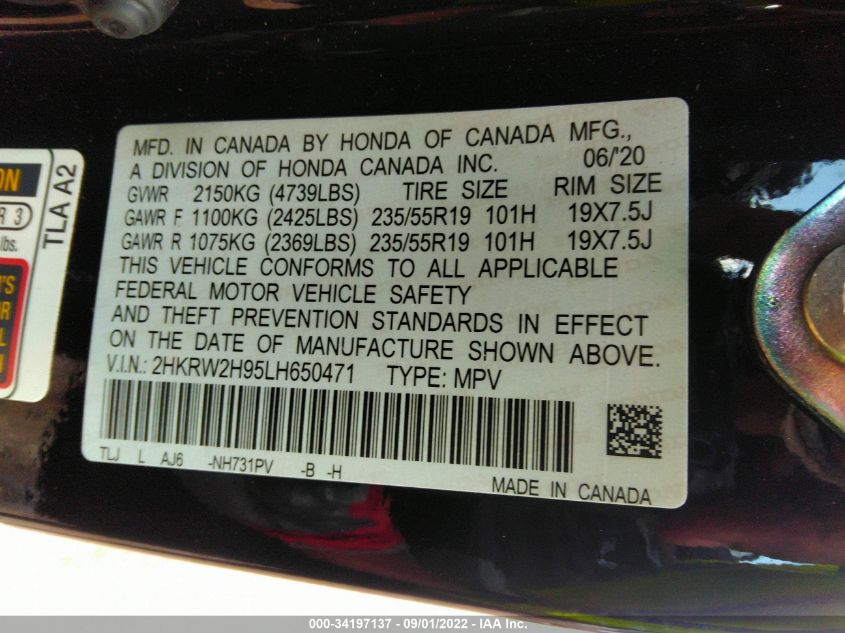 MFD. IN CANADA BY HONDA OF CANADA MFG.,
A DIVISION OF HONDA CANADA INC. 06/'20
GVWR 2150KG (4739LBS) TIRE SIZE RIM SIZE
GAWR F 1100KG (2425LBS) 235/55R19 101H 19X7.5J
GAWR R 1075KG (2369LBS) 235/55R19 101H 19X7.5J
THIS VEHICLE CONFORMS TO ALL APPLICABLE
FEDERAL MOTOR VEHICLE SAFETY
AND THEFT PREVENTION STANDARDS IN EFFECT
ON THE DATE OF MANUFACTURE SHOWN ABOVE.
V.I.N.: 2HKRW2H95LH650471 TYPE: MPV
TLJ L AJ6 -NH731PV -B -H
MADE IN CANADA
TLA A2
R 3
lbs.
000-34197137 - 09/01/2022 - IAA Inc.